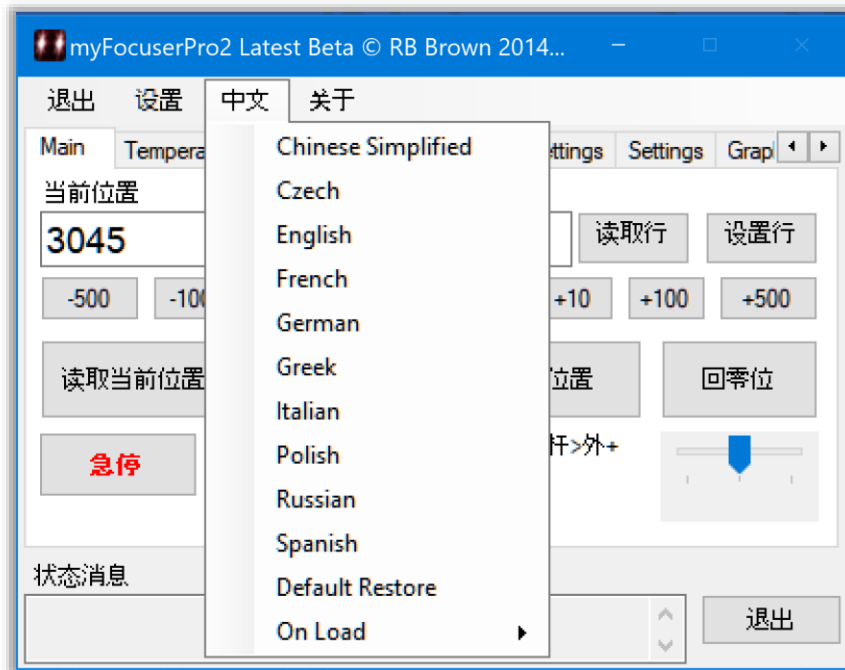 myFocuserPro2 Latest Beta © RB Brown 2014...
退出 设置 中文 关于
Main Tempera ttings Settings Grap
当前位置
3045 读取行 设置行
-500 -100 +10 +100 +500
读取当前位置 位置 回零位
急停 杆>外+
Chinese Simplified
Czech
English
French
German
Greek
Italian
Polish
Russian
Spanish
Default Restore
On Load
状态消息
退出